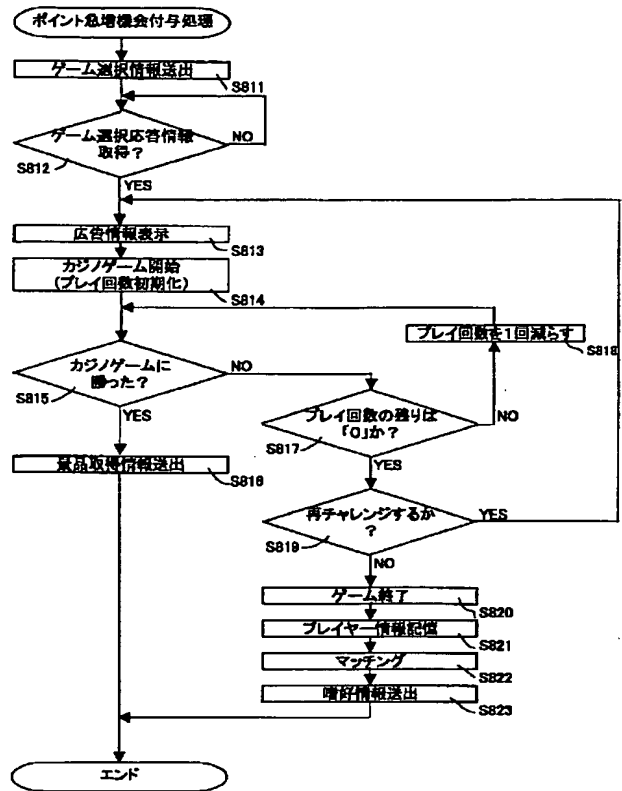 ポイント急増機会付与処理
ゲーム選択情報送出
S811
ゲーム選択応答情報
取得？
NO
S812
YES
広告情報表示
S813
カジノゲーム開始
(プレイ回数初期化)
S814
プレイ回数を1回減らす
S818
カジノゲームに
勝った？
NO
S815
YES
プレイ回数の残りは
「0」か？
NO
S817
YES
景品取得情報送出
S816
再チャレンジするか
？
YES
S819
NO
ゲーム終了
S820
プレイヤー情報記憶
S821
マッチング
S822
嗜好情報送出
S823
エンド